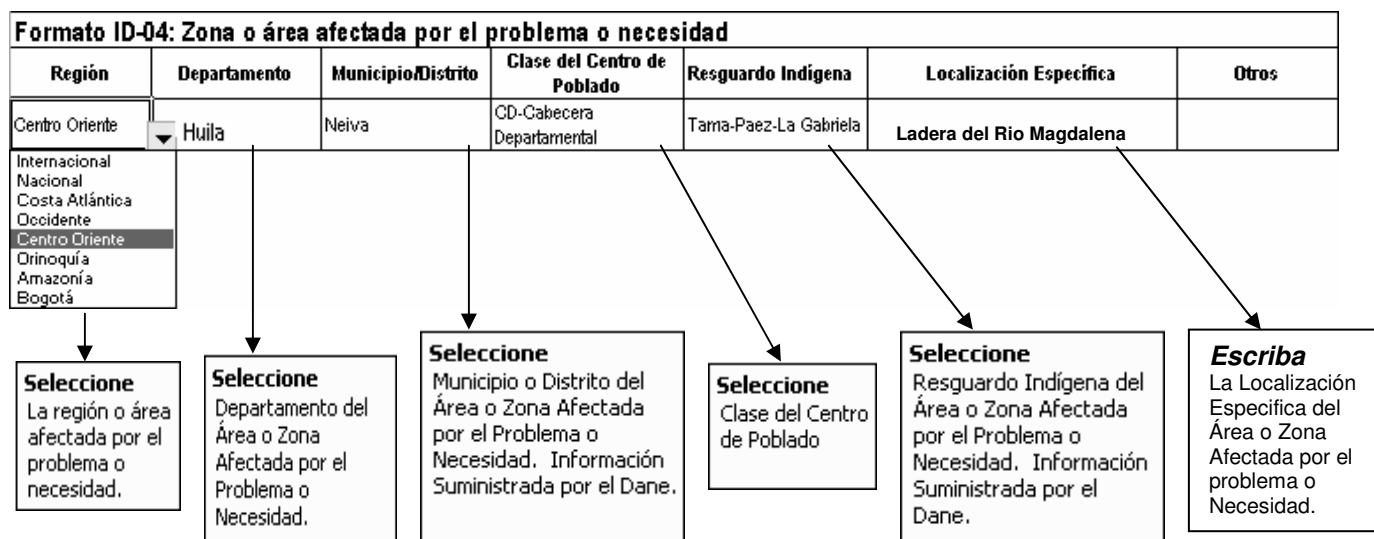 Formato ID-04: Zona o área afectada por el problema o necesidad
Región
Departamento
Municipio/Distrito
Clase del Centro de
Poblado
Resguardo Indígena
Localización Específica
Otros
Centro Oriente
Huila
Neiva
CD-Cabecera
Departamental
Tama-Paez-La Gabriela
Ladera del Rio Magdalena
Internacional
Nacional
Costa Atlántica
Occidente
Centro Oriente
Orinoquía
Amazonía
Bogotá
Seleccione
La región o área
afectada por el
problema o
necesidad.
Seleccione
Departamento del
Área o Zona
Afectada por el
Problema o
Necesidad.
Seleccione
Municipio o Distrito del
Área o Zona Afectada
por el Problema o
Necesidad. Información
Suministrada por el Dane.
Seleccione
Clase del Centro
de Poblado
Seleccione
Resguardo Indígena del
Área o Zona Afectada
por el Problema o
Necesidad. Información
Suministrada por el
Dane.
Escriba
La Localización
Especifica del
Área o Zona
Afectada por el
problema o
Necesidad.